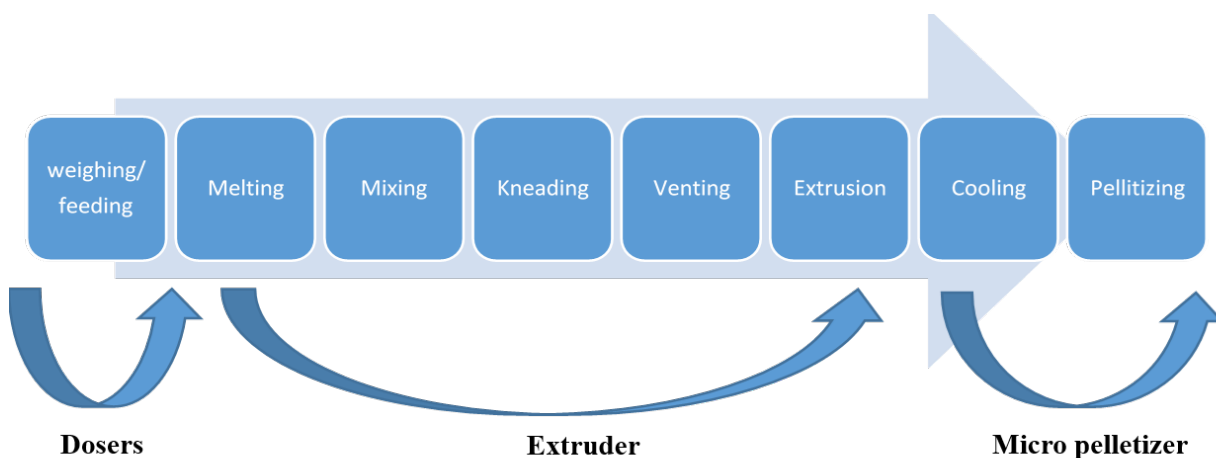 weighing/
feeding
Melting
Mixing
Kneading
Venting
Extrusion
Cooling
Pellitizing
Dosers
Extruder
Micro pelletizer